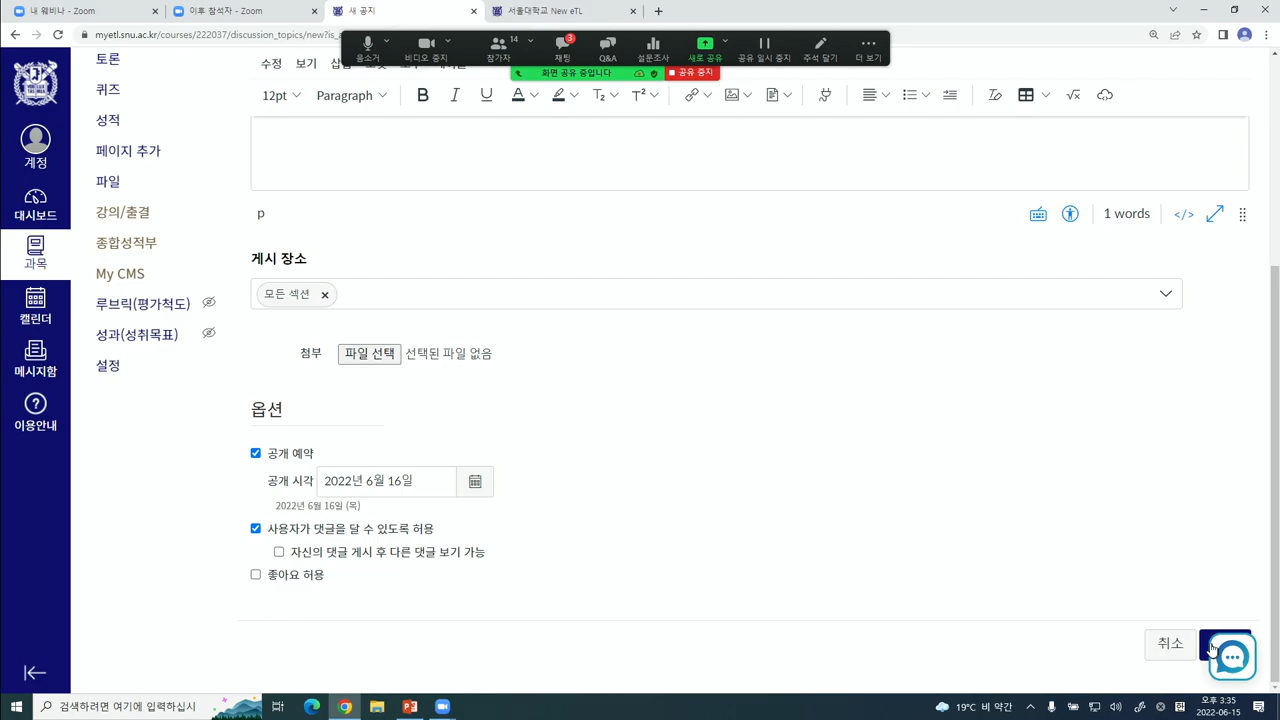 내 웨비나 - Zoom
이후 참석자 - Zoom
새 공지
서울대학교 New eTL
myetl.snu.ac.kr/courses/222037/discussion_topics/new?is_a
음소거
비디오 중지
참가자
14
채팅
3
Q&A
설문조사
새로 공유
공유 일시 중지
주석 달기
더 보기
화면 공유 중입니다
공유 중지
수정 보기
12pt
Paragraph
토론
퀴즈
성적
페이지 추가
파일
강의/출결
종합성적부
My CMS
루브릭(평가척도)
성과(성취목표)
설정
계정
대시보드
과목
캘린더
메시지함
이용안내
p
1 words
</>
게시 장소
모든 섹션
첨부 파일 선택 선택된 파일 없음
옵션
공개 예약
공개 시각 2022년 6월 16일
2022년 6월 16일 (목)
사용자가 댓글을 달 수 있도록 허용
자신의 댓글 게시 후 다른 댓글 보기 가능
좋아요 허용
취소
검색하려면 여기에 입력하십시
19°C 비 약간
오후 3:35
2022-06-15